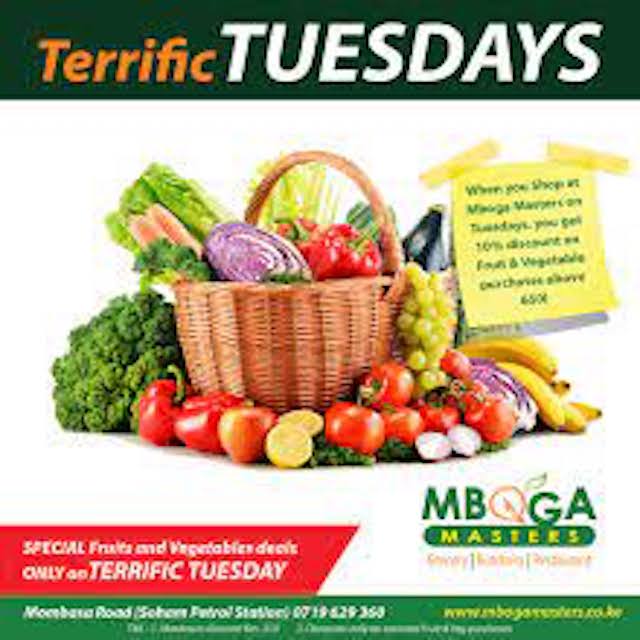 Terrific TUESDAYS
When you Shop at
Mboga Masters on
Tuesdays, you get
10% discount on
Fruit & Vegetable
purchases above
650!
MBOGA
MASTERS
Grocery | Butchery | Restaurant
SPECIAL Fruits and Vegetables deals
ONLY on TERRIFIC TUESDAY
Mombasa Road (Soham Petrol Station) 0719 629 360 www.mbogamasters.co.ke